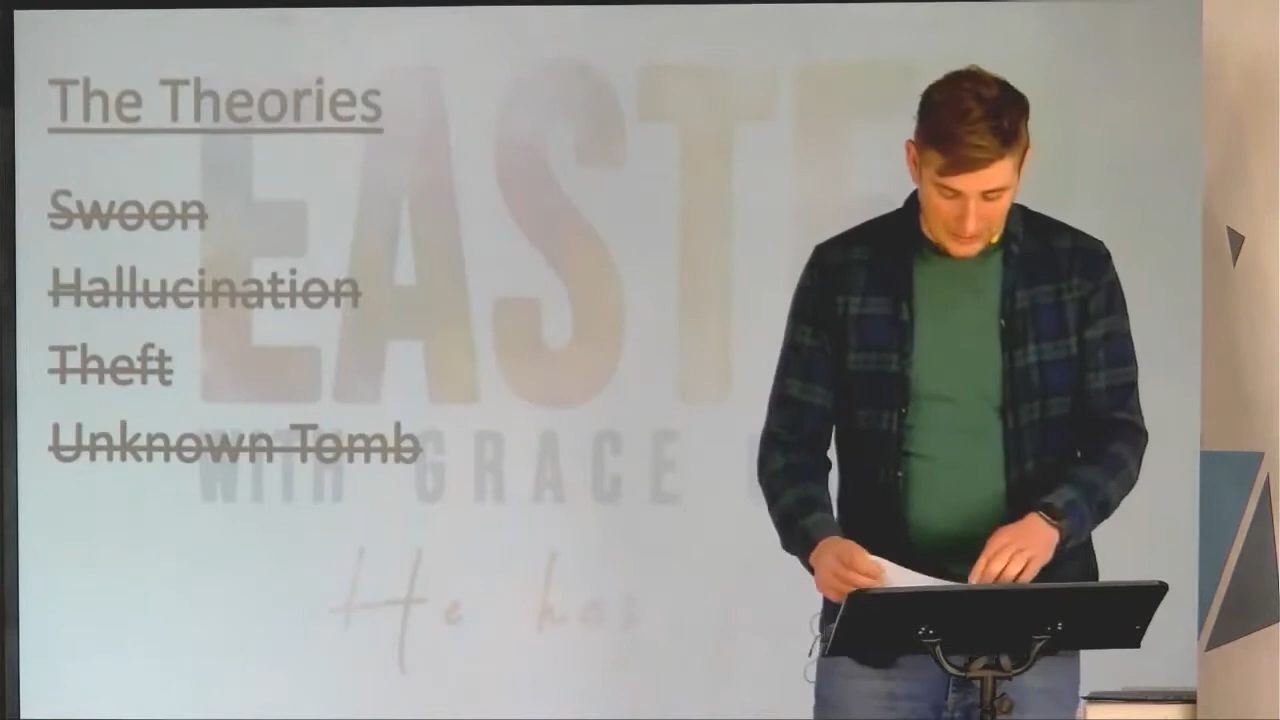 The Theories
Swoon
Hallucination
Theft
Unknown Tomb
EASTE
WITH GRACE
He has